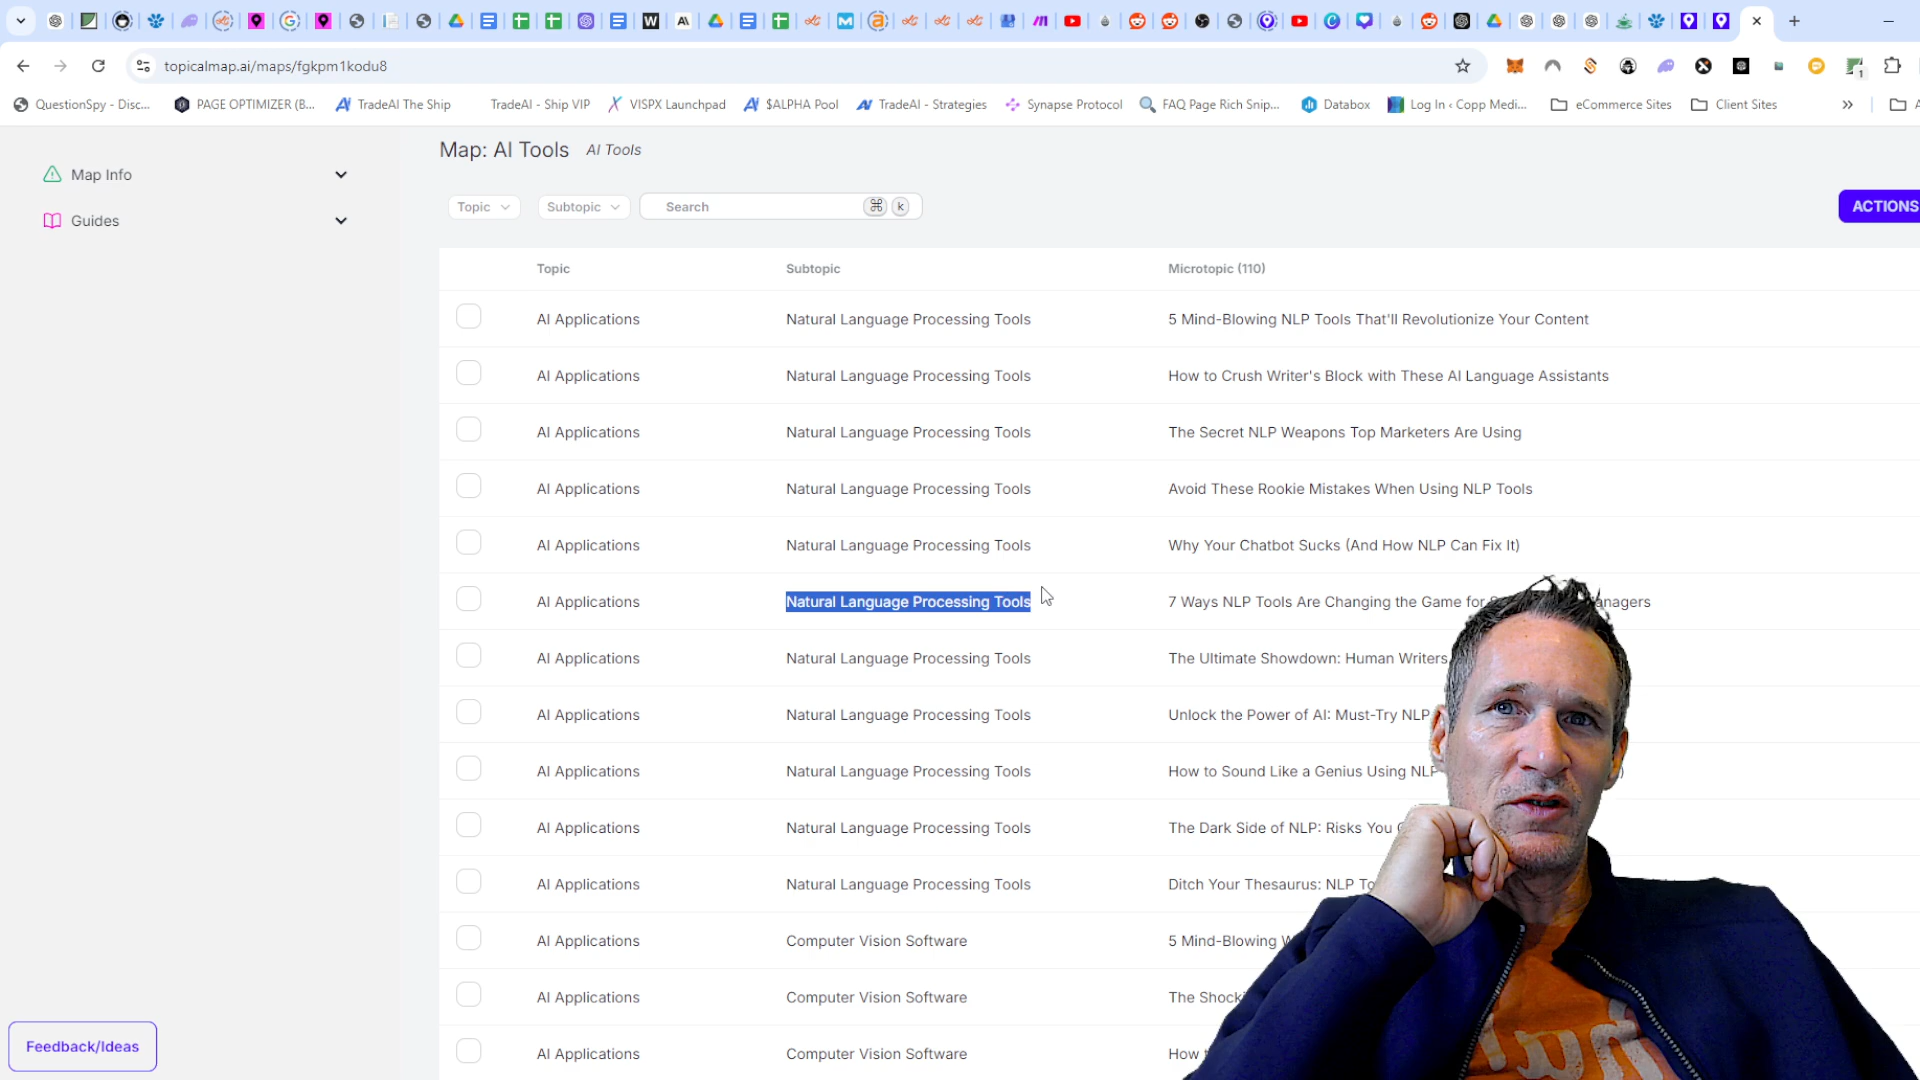 topicalmap.ai/maps/fgkpm1kodu8
QuestionSpy - Disc... PAGE OPTIMIZER (B... TradeAI The Ship TradeAI - Ship VIP VISPX Launchpad $ALPHA Pool TradeAI - Strategies Synapse Protocol FAQ Page Rich Snip... Databox Log In ‹ Copp Medi... eCommerce Sites Client Sites »
Map Info
Guides
Map: AI Tools AI Tools
Topic Subtopic Search ⌘ k
ACTIONS
Topic Subtopic Microtopic (110)
AI Applications Natural Language Processing Tools 5 Mind-Blowing NLP Tools That'll Revolutionize Your Content
AI Applications Natural Language Processing Tools How to Crush Writer's Block with These AI Language Assistants
AI Applications Natural Language Processing Tools The Secret NLP Weapons Top Marketers Are Using
AI Applications Natural Language Processing Tools Avoid These Rookie Mistakes When Using NLP Tools
AI Applications Natural Language Processing Tools Why Your Chatbot Sucks (And How NLP Can Fix It)
AI Applications Natural Language Processing Tools 7 Ways NLP Tools Are Changing the Game for
AI Applications Natural Language Processing Tools The Ultimate Showdown: Human Writers
AI Applications Natural Language Processing Tools Unlock the Power of AI: Must-Try NLP
AI Applications Natural Language Processing Tools How to Sound Like a Genius Using NLP
AI Applications Natural Language Processing Tools The Dark Side of NLP: Risks You
AI Applications Natural Language Processing Tools Ditch Your Thesaurus: NLP
AI Applications Computer Vision Software 5 Mind-Blowing
AI Applications Computer Vision Software The
AI Applications Computer Vision Software How
Feedback/Ideas